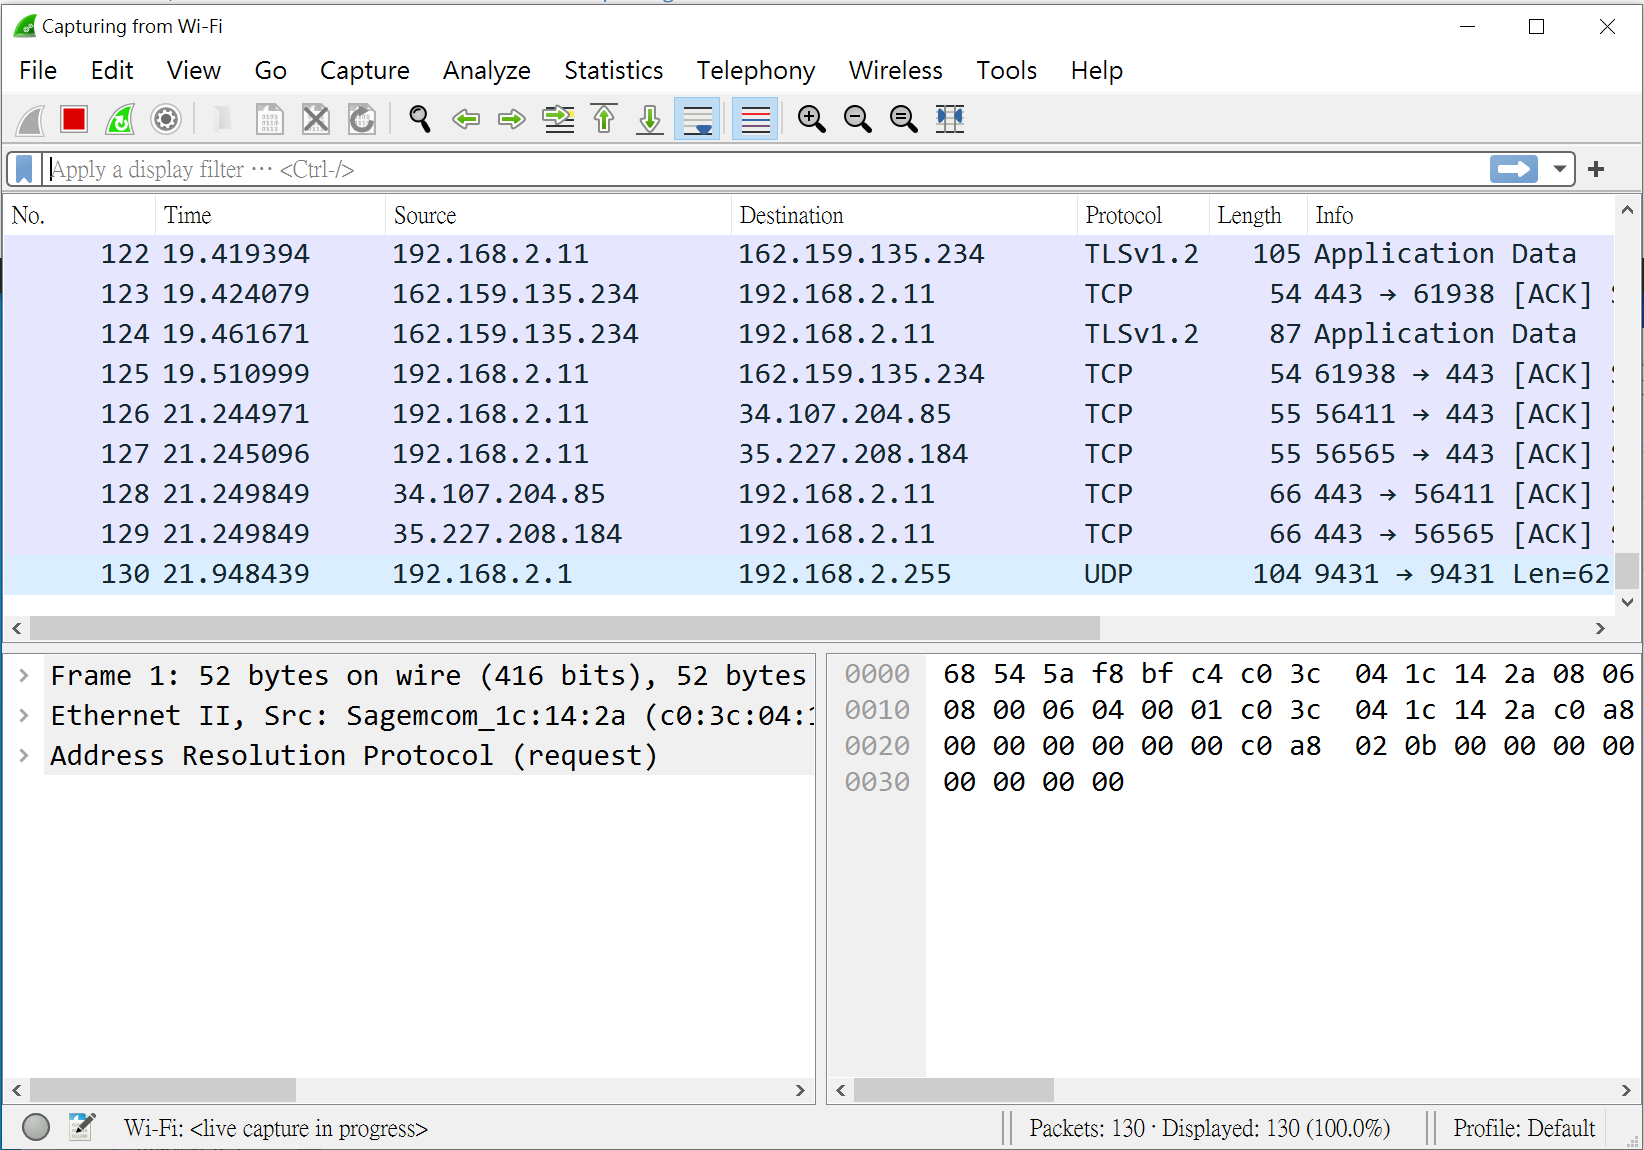 Capturing from Wi-Fi
File Edit View Go Capture Analyze Statistics Telephony Wireless Tools Help
Apply a display filter ··· <Ctrl-/>
No. Time Source Destination Protocol Length Info
122 19.419394 192.168.2.11 162.159.135.234 TLSv1.2 105 Application Data
123 19.424079 162.159.135.234 192.168.2.11 TCP 54 443 → 61938 [ACK]
124 19.461671 162.159.135.234 192.168.2.11 TLSv1.2 87 Application Data
125 19.510999 192.168.2.11 162.159.135.234 TCP 54 61938 → 443 [ACK]
126 21.244971 192.168.2.11 34.107.204.85 TCP 55 56411 → 443 [ACK]
127 21.245096 192.168.2.11 35.227.208.184 TCP 55 56565 → 443 [ACK]
128 21.249849 34.107.204.85 192.168.2.11 TCP 66 443 → 56411 [ACK]
129 21.249849 35.227.208.184 192.168.2.11 TCP 66 443 → 56565 [ACK]
130 21.948439 192.168.2.1 192.168.2.255 UDP 104 9431 → 9431 Len=62
Frame 1: 52 bytes on wire (416 bits), 52 bytes
Ethernet II, Src: Sagemcom_1c:14:2a (c0:3c:04:
Address Resolution Protocol (request)
0000 68 54 5a f8 bf c4 c0 3c 04 1c 14 2a 08 06
0010 08 00 06 04 00 01 c0 3c 04 1c 14 2a c0 a8
0020 00 00 00 00 00 00 c0 a8 02 0b 00 00 00 00
0030 00 00 00 00
Wi-Fi: <live capture in progress>
Packets: 130 · Displayed: 130 (100.0%)
Profile: Default